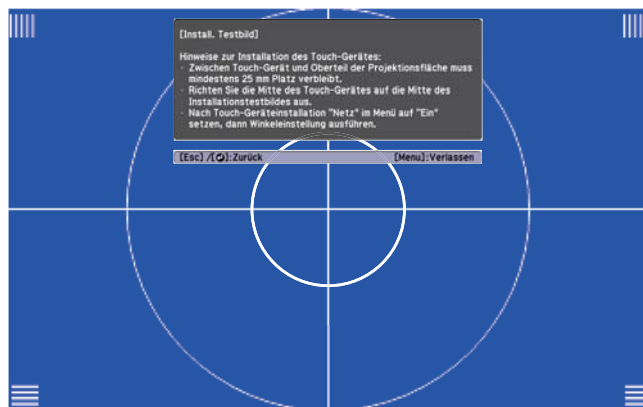 [Install. Testbild]
Hinweise zur Installation des Touch-Gerätes:
· Zwischen Touch-Gerät und Oberteil der Projektionsfläche muss
mindestens 25 mm Platz verbleibt.
· Richten Sie die Mitte des Touch-Gerätes auf die Mitte des
Installationstestbildes aus.
· Nach Touch-Geräteinstallation "Netz" im Menü auf "Ein"
setzen, dann Winkeleinstellung ausführen.
[Esc] /[⮌]:Zurück [Menu]:Verlassen